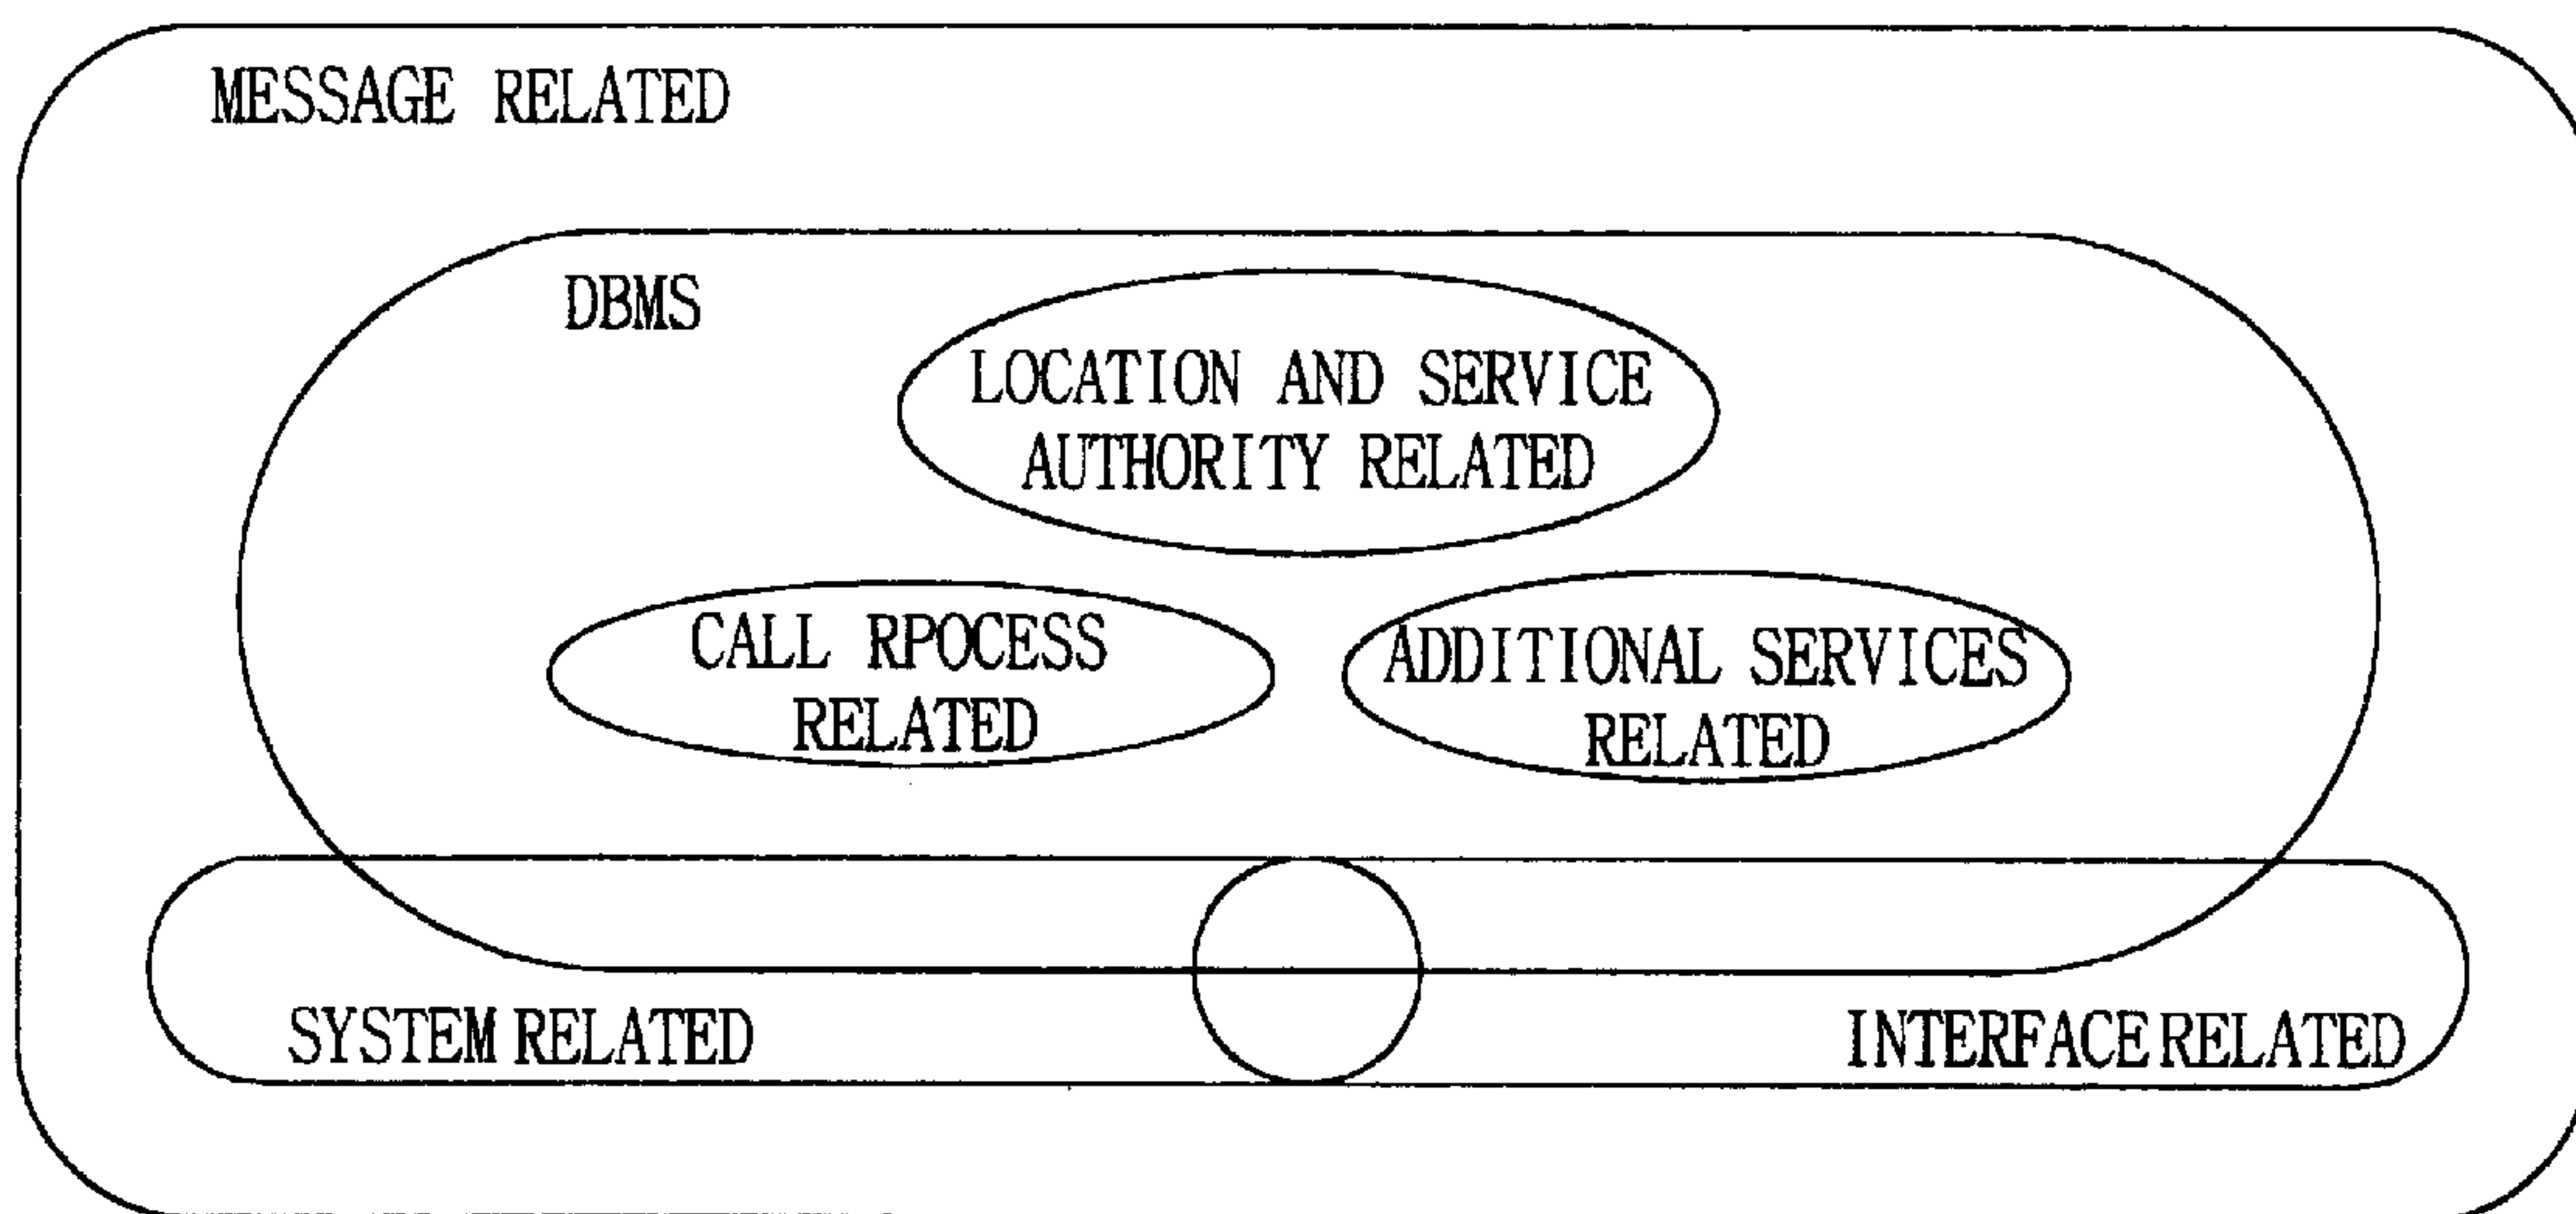 MESSAGE RELATED
DBMS
LOCATION AND SERVICE
AUTHORITY RELATED
CALL RPOCESS
RELATED
ADDITIONAL SERVICES
RELATED
SYSTEM RELATED
INTERFACE RELATED